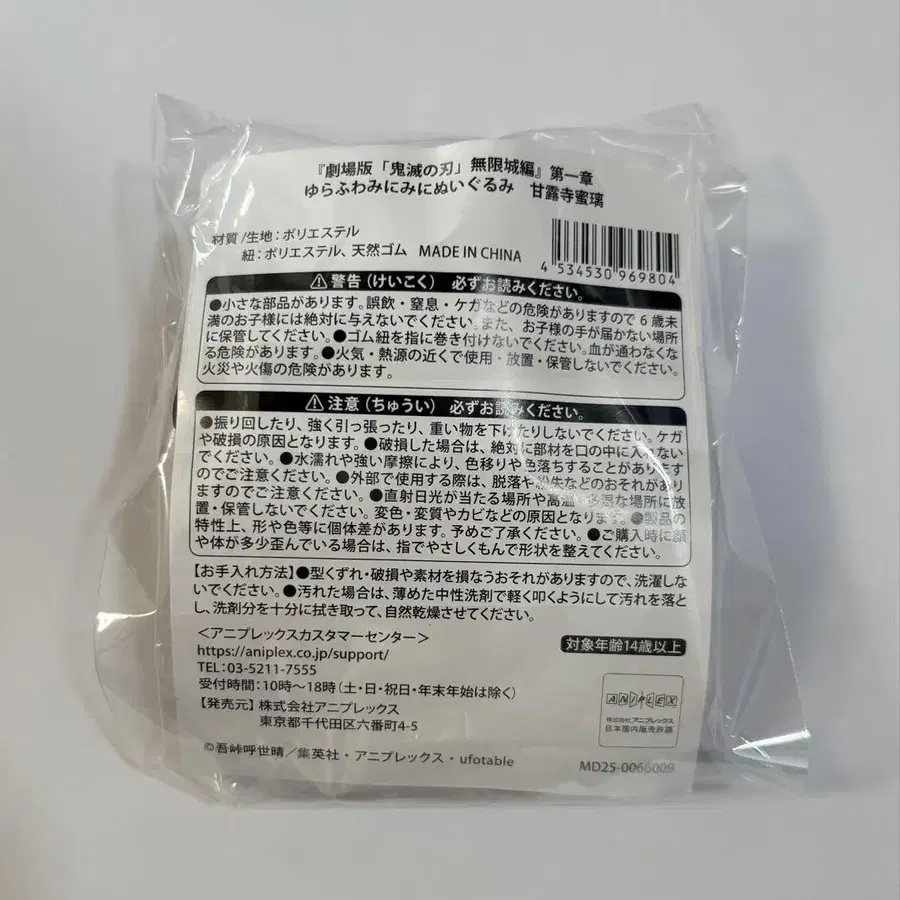 『劇場版「鬼滅の刃」無限城編』第一章
ゆらふわみにみにぬいぐるみ 甘露寺蜜璃
材質/生地:ポリエステル
紐:ポリエステル、天然ゴム MADE IN CHINA
4 534530 969804
⚠警告(けいこく) 必ずお読みください。
●小さな部品があります。誤飲・窒息・ケガなどの危険がありますので6歳未
満のお子様には絶対に与えないでください。また、お子様の手が届かない場所
に保管してください。●ゴム紐を指に巻き付けないでください。血が通わなくな
る危険があります。●火気・熱源の近くで使用・放置・保管しないでください。
火災や火傷の危険があります。
⚠注意(ちゅうい) 必ずお読みください。
●振り回したり、強く引っ張ったり、重い物を下げたりしないでください。ケガ
や破損の原因となります。●破損した場合は、絶対に部材を口の中に入れない
でください。●水濡れや強い摩擦により、色移りや色落ちすることがあります
のでご注意ください。●外部で使用する際は、脱落や紛失などのおそれがあり
ますのでご注意ください。●直射日光が当たる場所や高温・多湿な場所に放
置・保管しないでください。変色・変質やカビなどの原因となります。●製品の
特性上、形や色等に個体差があります。予めご了承ください。●ご購入時に顔
や体が多少歪んでいる場合は、指でやさしくもんで形状を整えてください。
【お手入れ方法】●型くずれ・破損や素材を損なうおそれがありますので、洗濯しな
いでください。●汚れた場合は、薄めた中性洗剤で軽く叩くようにして汚れを落と
し、洗剤分を十分に拭き取って、自然乾燥させてください。
<アニプレックスカスタマーセンター>
https://aniplex.co.jp/support/
TEL:03-5211-7555
受付時間:10時~18時(土・日・祝日・年末年始は除く)
対象年齢14歳以上
【発売元】株式会社アニプレックス
東京都千代田区六番町4-5
ANIPLEX
株式会社アニプレックス
日本国内販売許諾
©吾峠呼世晴/集英社・アニプレックス・ufotable
MD25-0066009